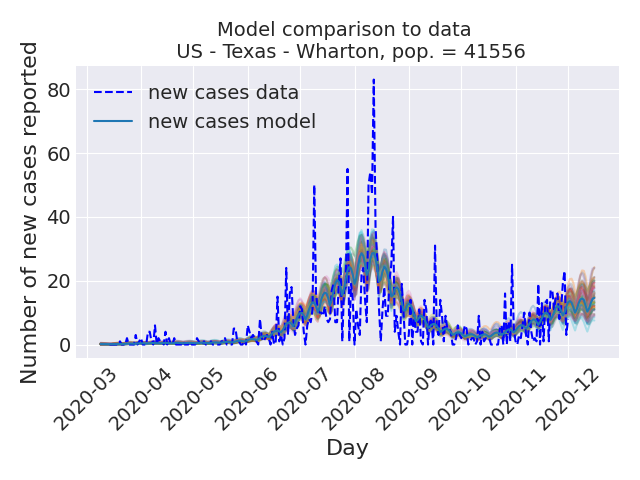 Model comparison to data
US - Texas - Wharton, pop. = 41556
Number of new cases reported
80
60
40
20
0
new cases data
new cases model
2020-03
2020-04
2020-05
2020-06
2020-07
2020-08
2020-09
2020-10
2020-11
2020-12
Day